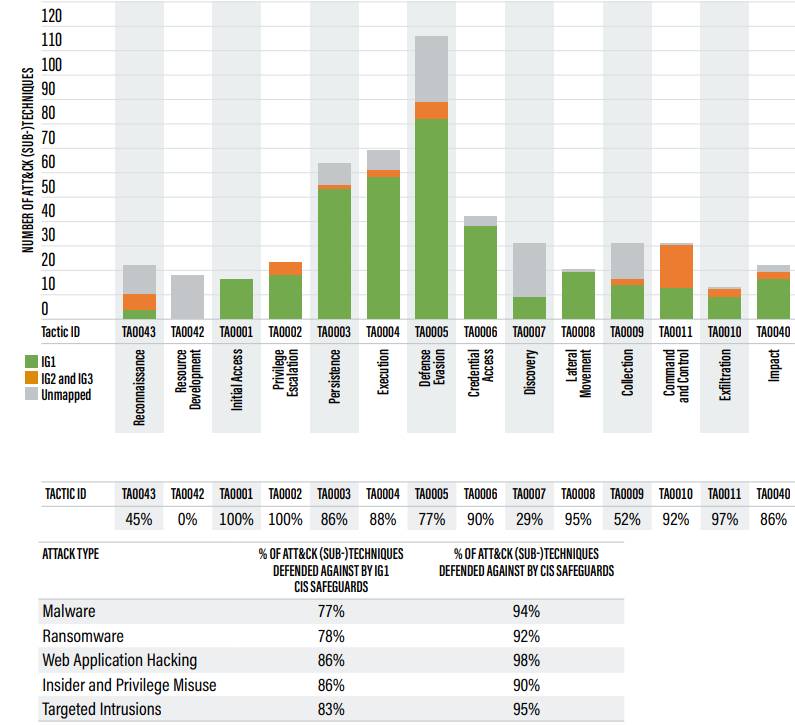 120
110
100
90
80
70
60
50
40
30
20
10
0
NUMBER OF ATT&CK (SUB-)TECHNIQUES
Tactic ID TA0043 TA0042 TA0001 TA0002 TA0003 TA0004 TA0005 TA0006 TA0007 TA0008 TA0009 TA0011 TA0010 TA0040
IG1
IG2 and IG3
Unmapped
Reconnaissance
Resource
Development
Initial Access
Privilege
Escalation
Persistence
Execution
Defense
Evasion
Credential
Access
Discovery
Lateral
Movement
Collection
Command
and Control
Exfiltration
Impact
TACTIC ID TA0043 TA0042 TA0001 TA0002 TA0003 TA0004 TA0005 TA0006 TA0007 TA0008 TA0009 TA0010 TA0011 TA0040
45% 0% 100% 100% 86% 88% 77% 90% 29% 95% 52% 92% 97% 86%
ATTACK TYPE % OF ATT&CK (SUB-)TECHNIQUES % OF ATT&CK (SUB-)TECHNIQUES
DEFENDED AGAINST BY IG1 DEFENDED AGAINST BY CIS SAFEGUARDS
CIS SAFEGUARDS
Malware 77% 94%
Ransomware 78% 92%
Web Application Hacking 86% 98%
Insider and Privilege Misuse 86% 90%
Targeted Intrusions 83% 95%